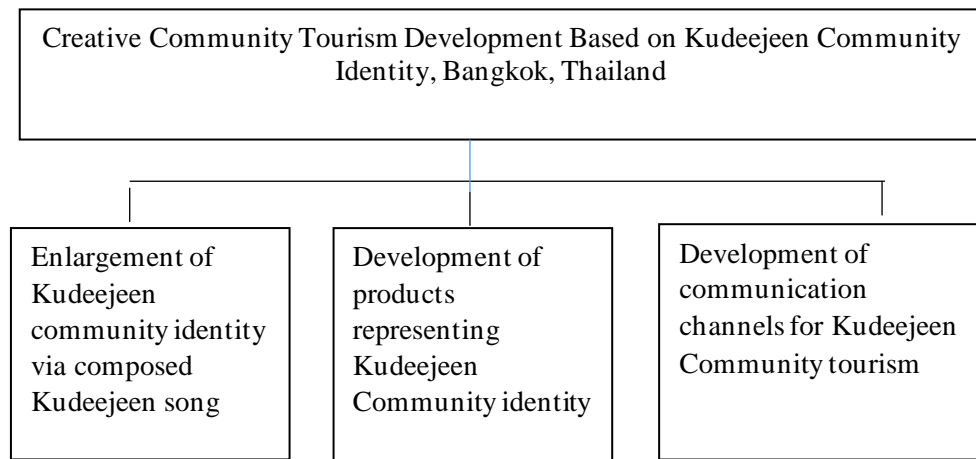 Creative Community Tourism Development Based on Kudeejeen Community
Identity, Bangkok, Thailand
Enlargement of
Kudeejeen
community identity
via composed
Kudeejeen song
Development of
products
representing
Kudeejeen
Community identity
Development of
communication
channels for Kudeejeen
Community tourism